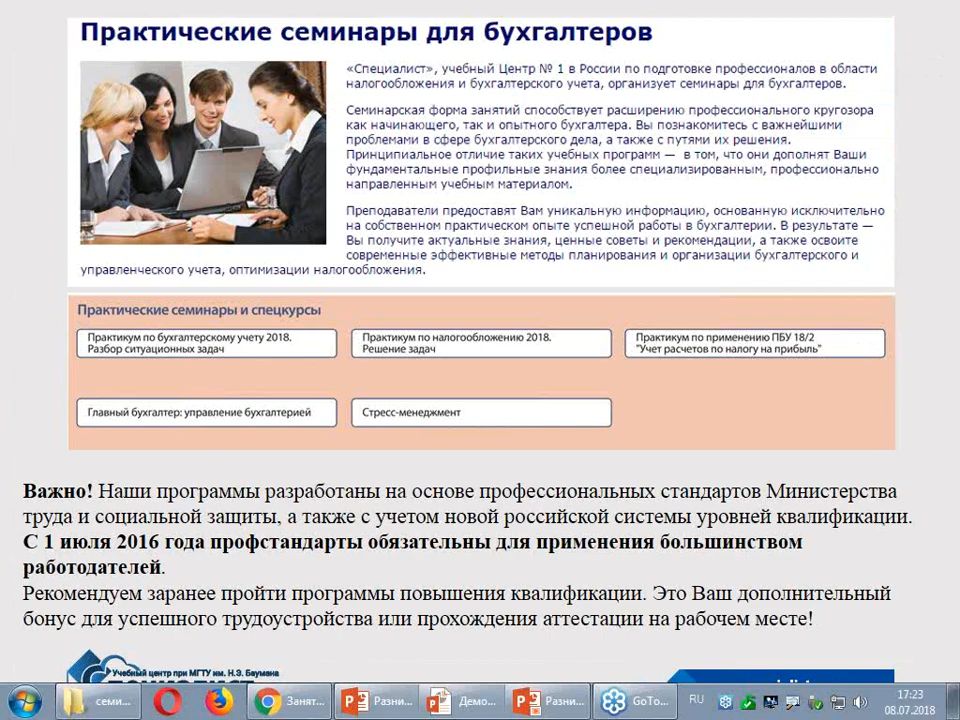 Практические семинары для бухгалтеров
«Специалист», учебный Центр № 1 в России по подготовке профессионалов в области
налогообложения и бухгалтерского учета, организует семинары для бухгалтеров.
Семинарская форма занятий способствует расширению профессионального кругозора
как начинающего, так и опытного бухгалтера. Вы познакомитесь с важнейшими
проблемами в сфере бухгалтерского дела, а также с путями их решения.
Принципиальное отличие таких учебных программ — в том, что они дополнят Ваши
фундаментальные профильные знания более специализированным, профессионально
направленным учебным материалом.
Преподаватели предоставят Вам уникальную информацию, основанную исключительно
на собственном практическом опыте успешной работы в бухгалтерии. В результате —
Вы получите актуальные знания, ценные советы и рекомендации, а также освоите
современные эффективные методы планирования и организации бухгалтерского и
управленческого учета, оптимизации налогообложения.
Практические семинары и спецкурсы
Практикум по бухгалтерскому учету 2018.
Разбор ситуационных задач
Практикум по налогообложению 2018.
Решение задач
Практикум по применению ПБУ 18/2
"Учет расчетов по налогу на прибыль"
Главный бухгалтер: управление бухгалтерией
Стресс-менеджмент
Важно! Наши программы разработаны на основе профессиональных стандартов Министерства
труда и социальной защиты, а также с учетом новой российской системы уровней квалификации.
С 1 июля 2016 года профстандарты обязательны для применения большинством
работодателей.
Рекомендуем заранее пройти программы повышения квалификации. Это Ваш дополнительный
бонус для успешного трудоустройства или прохождения аттестации на рабочем месте!
Учебный центр при МГТУ им. Н.Э. Баумана
семи...
Занят...
Разни...
Демо...
Разни...
GoTo...
RU
17:23
08.07.2018